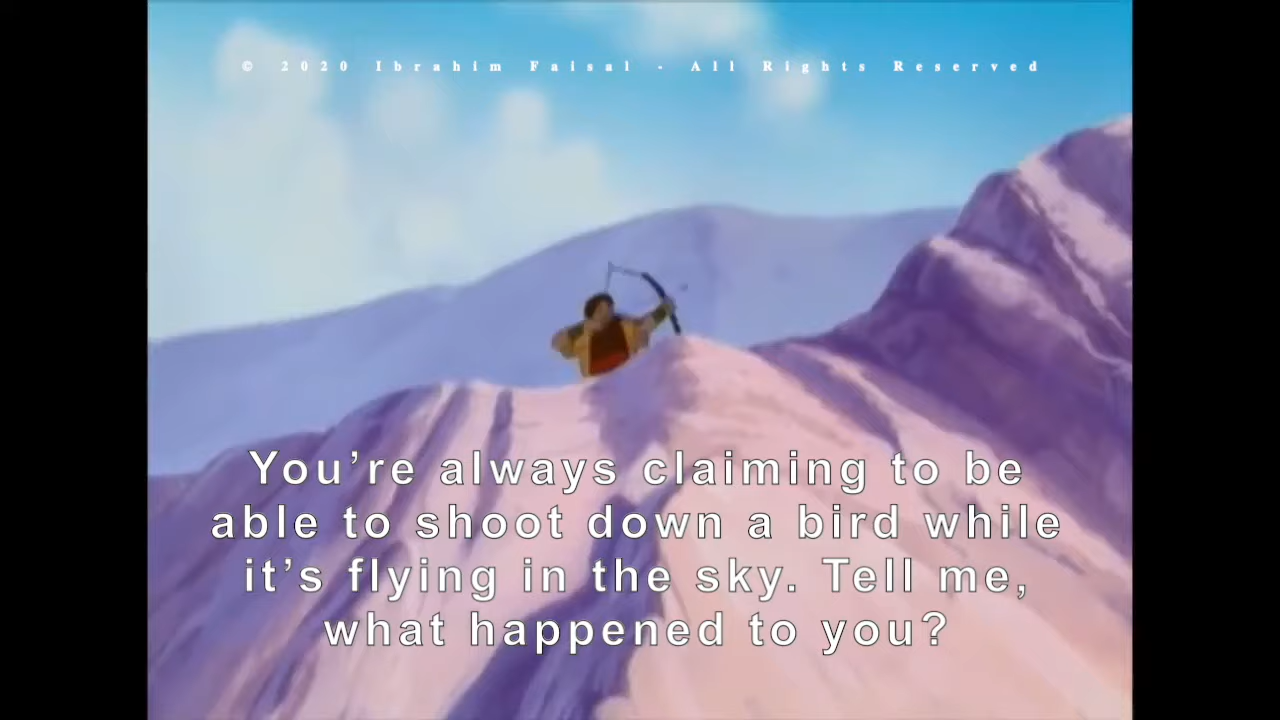 © 2020 Ibrahim Faisal - All Rights Reserved
You’re always claiming to be
able to shoot down a bird while
it’s flying in the sky. Tell me,
what happened to you?